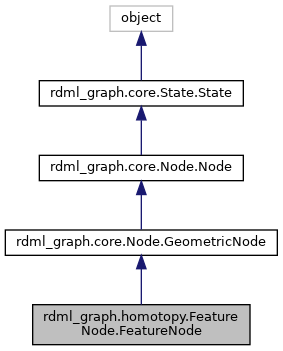 object
rdml_graph.core.State.State
rdml_graph.core.Node.Node
rdml_graph.core.Node.GeometricNode
rdml_graph.homotopy.Feature
Node.FeatureNode